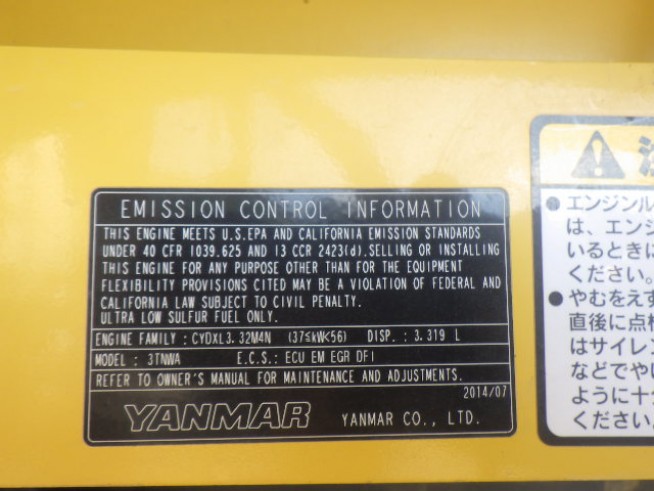 EMISSION CONTROL INFORMATION
THIS ENGINE MEETS U.S.EPA AND CALIFORNIA EMISSION STANDARDS
UNDER 40 CFR 1039.625 AND 13 CCR 2423(d).SELLING OR INSTALLING
THIS ENGINE FOR ANY PURPOSE OTHER THAN FOR THE EQUIPMENT
FLEXIBILITY PROVISIONS CITED MAY BE A VIOLATION OF FEDERAL AND
CALIFORNIA LAW SUBJECT TO CIVIL PENALTY.
ULTRA LOW SULFUR FUEL ONLY.
ENGINE FAMILY : CYDXL3.32M4N (37≤kW<56) DISP. : 3.319 L
MODEL : 3TNWA E.C.S.: ECU EM EGR DFI
REFER TO OWNER'S MANUAL FOR MAINTENANCE AND ADJUSTMENTS.
2014/07
YANMAR YANMAR CO., LTD.
● エンジンル
は、エンジ
いるときに
ください。
● やむをえず
直後に点検
はサイレン
などでやい
ように十分
ください。